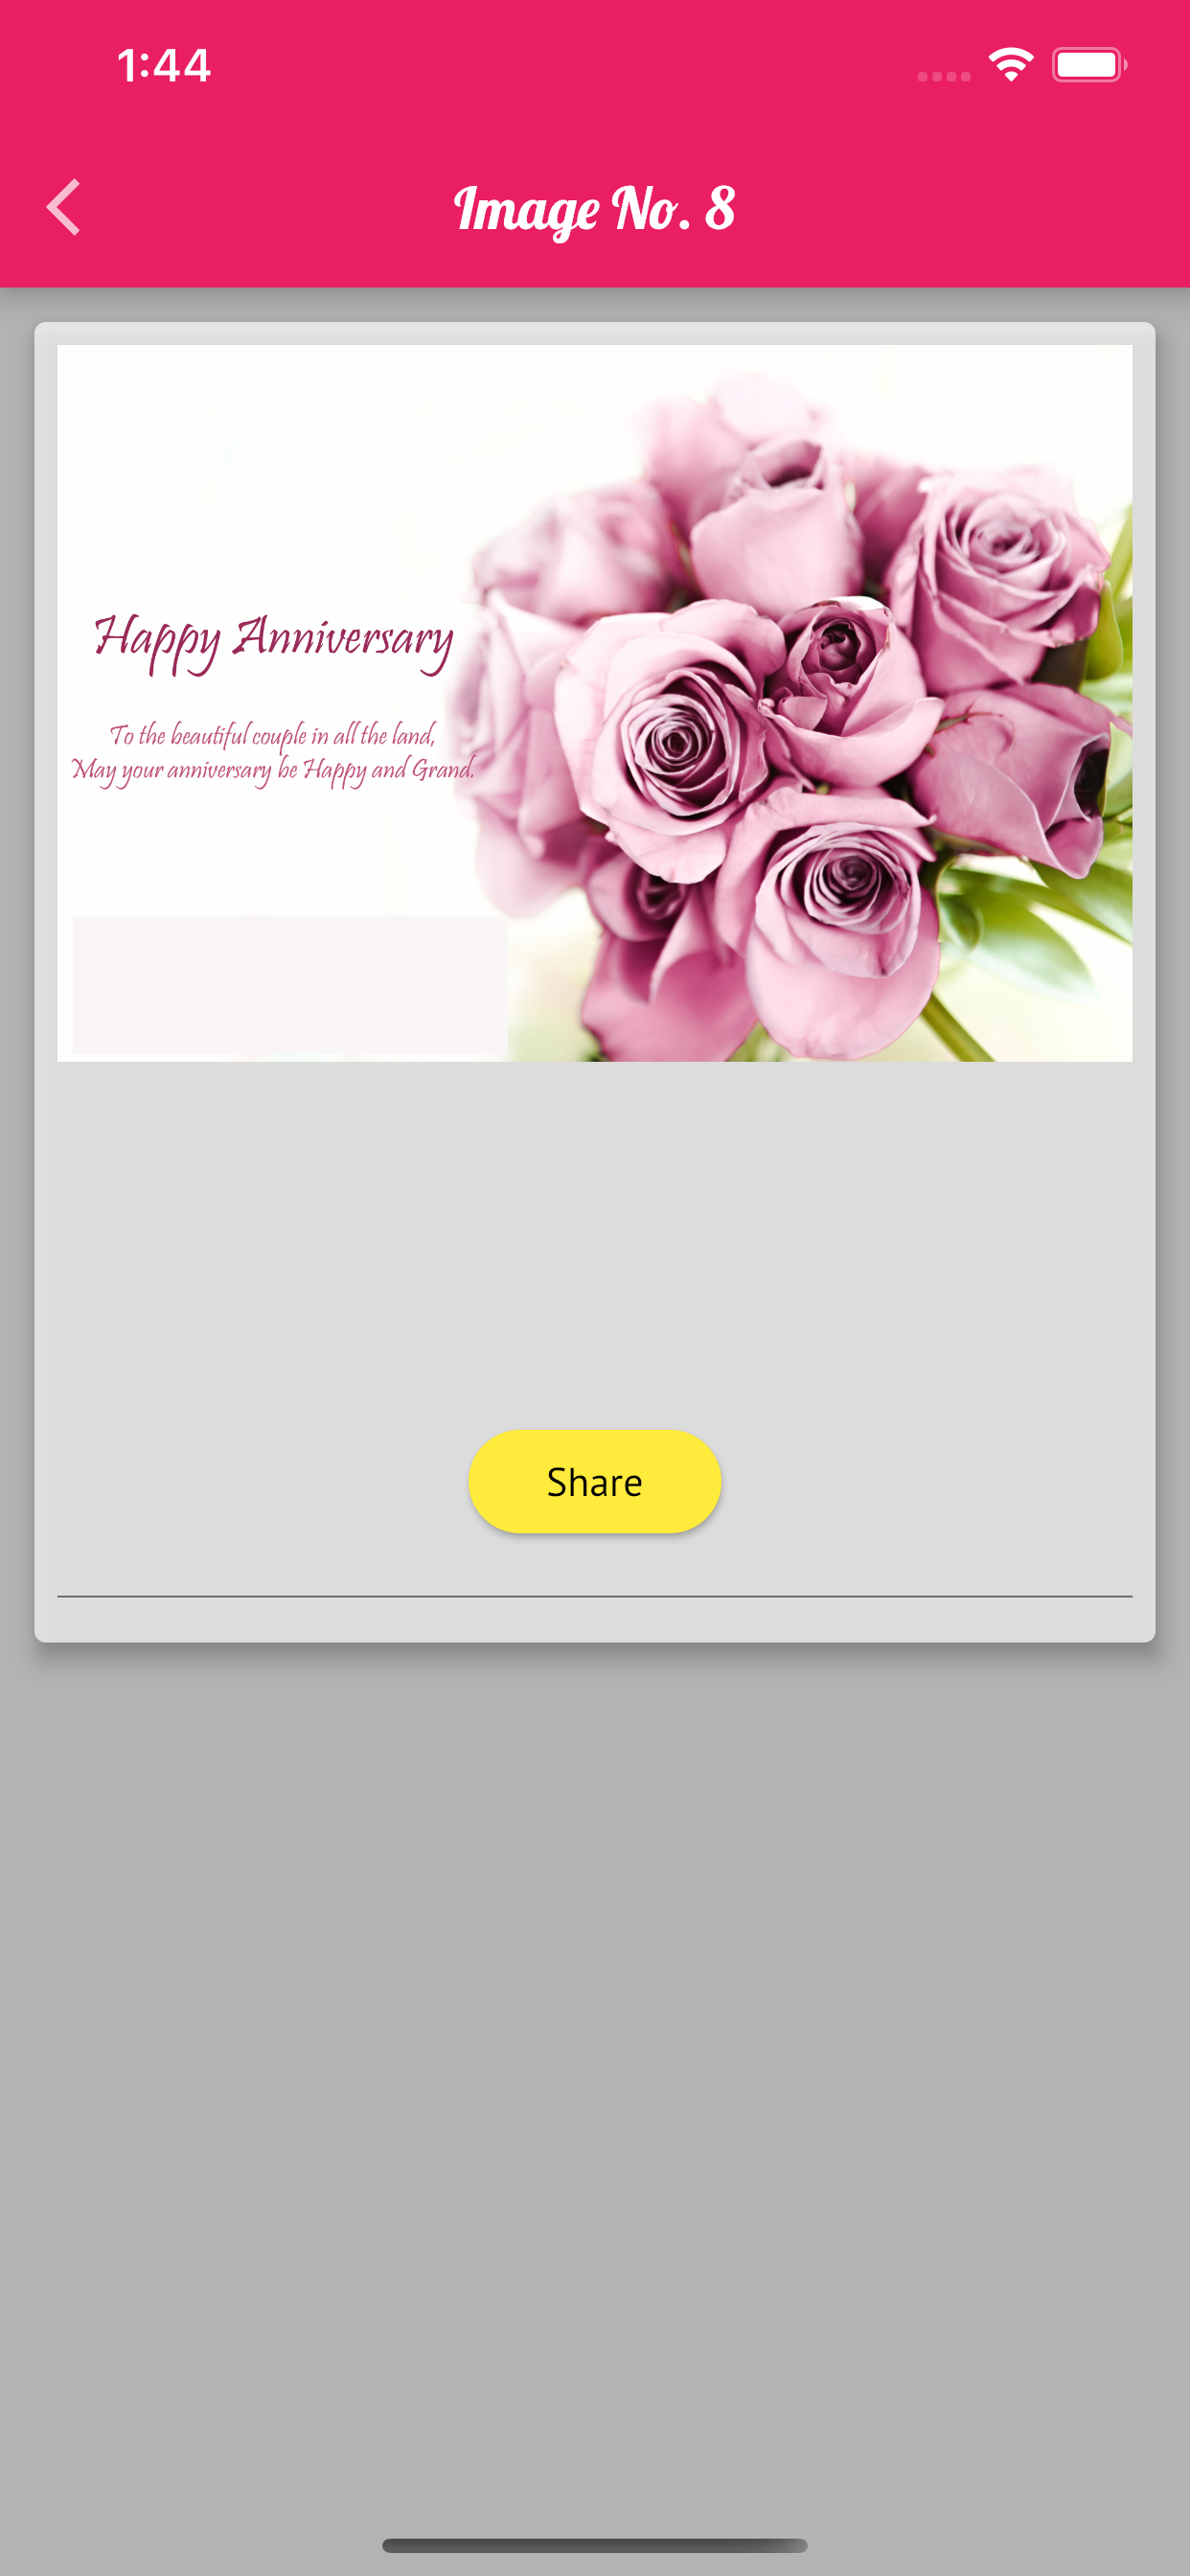 1:44
Image No. 8
Happy Anniversary
To the beautiful couple in all the land,
May your anniversary be Happy and Grand.
Share